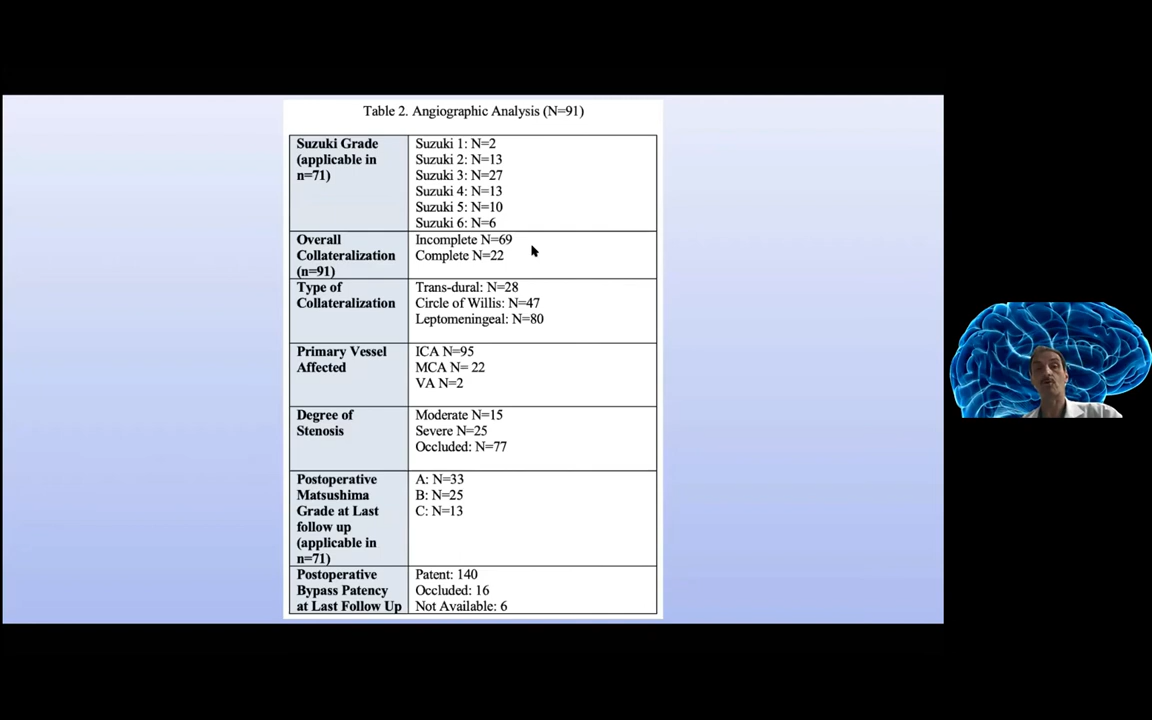 Table 2. Angiographic Analysis (N=91)
Suzuki Grade
(applicable in
n=71)
Suzuki 1: N=2
Suzuki 2: N=13
Suzuki 3: N=27
Suzuki 4: N=13
Suzuki 5: N=10
Suzuki 6: N=6
Overall
Collateralization
(n=91)
Incomplete N=69
Complete N=22
Type of
Collateralization
Trans-dural: N=28
Circle of Willis: N=47
Leptomeningeal: N=80
Primary Vessel
Affected
ICA N=95
MCA N= 22
VA N=2
Degree of
Stenosis
Moderate N=15
Severe N=25
Occluded: N=77
Postoperative
Matsushima
Grade at Last
follow up
(applicable in
n=71)
A: N=33
B: N=25
C: N=13
Postoperative
Bypass Patency
at Last Follow Up
Patent: 140
Occluded: 16
Not Available: 6